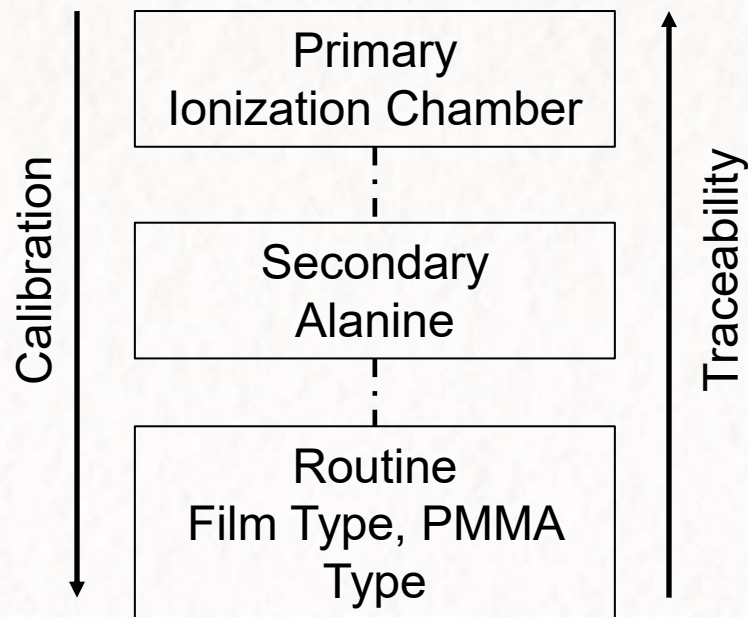 Primary
Ionization Chamber
Calibration
Secondary
Alanine
Traceability
Routine
Film Type, PMMA
Type